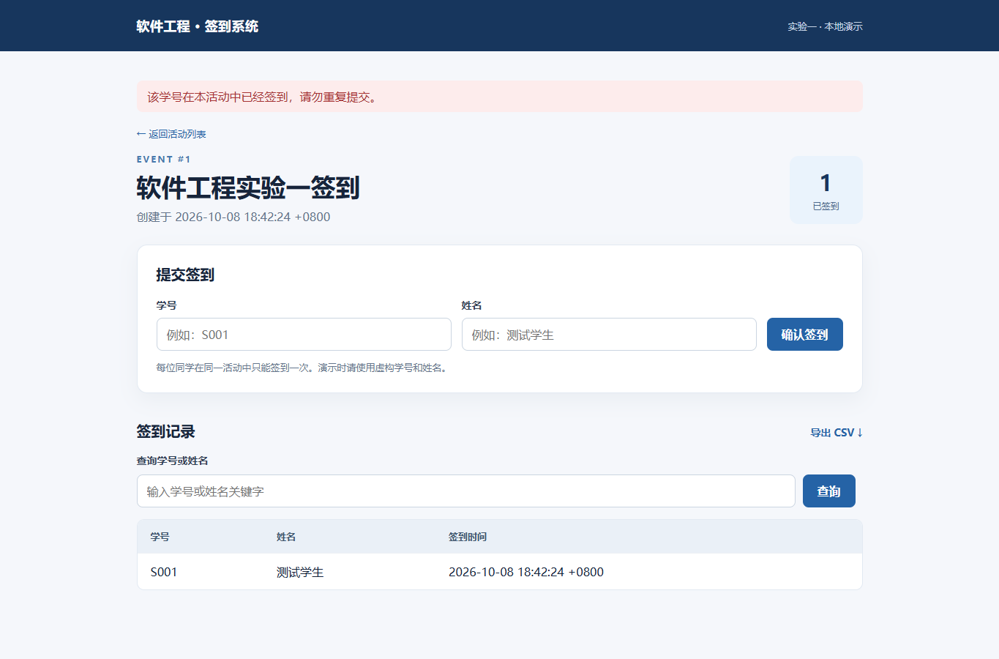 软件工程 · 签到系统
实验一 · 本地演示
该学号在本活动中已经签到，请勿重复提交。
← 返回活动列表
EVENT #1
软件工程实验一签到
创建于 2026-10-08 18:42:24 +0800
1
已签到
提交签到
学号
姓名
例如：S001
例如：测试学生
确认签到
每位同学在同一活动中只能签到一次。演示时请使用虚构学号和姓名。
签到记录
导出 CSV ↓
查询学号或姓名
输入学号或姓名关键字
查询
学号 姓名 签到时间
S001 测试学生 2026-10-08 18:42:24 +0800